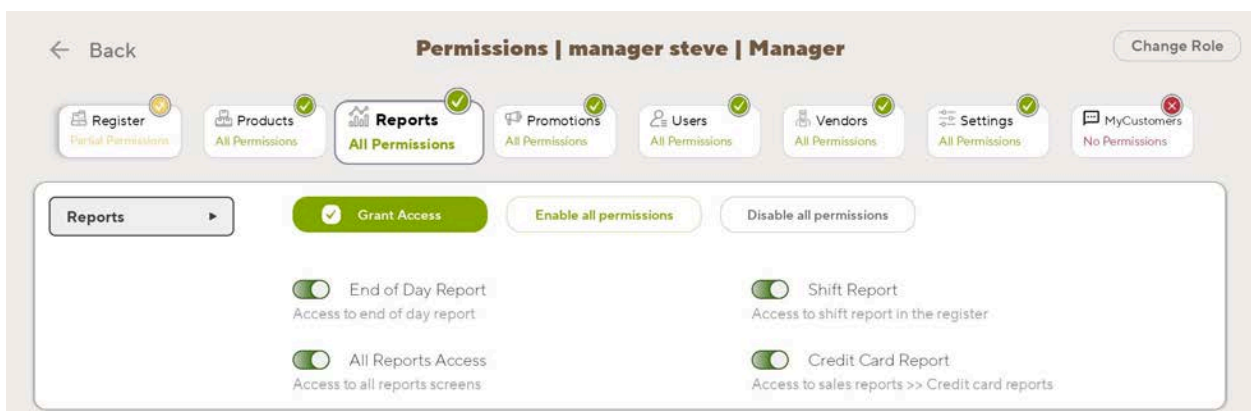 Back
Permissions | manager steve | Manager
Change Role
Register
Partial Permissions
Products
All Permissions
Reports
All Permissions
Promotions
All Permissions
Users
All Permissions
Vendors
All Permissions
Settings
All Permissions
MyCustomers
No Permissions
Reports
Grant Access
Enable all permissions
Disable all permissions
End of Day Report
Access to end of day report
Shift Report
Access to shift report in the register
All Reports Access
Access to all reports screens
Credit Card Report
Access to sales reports >> Credit card reports